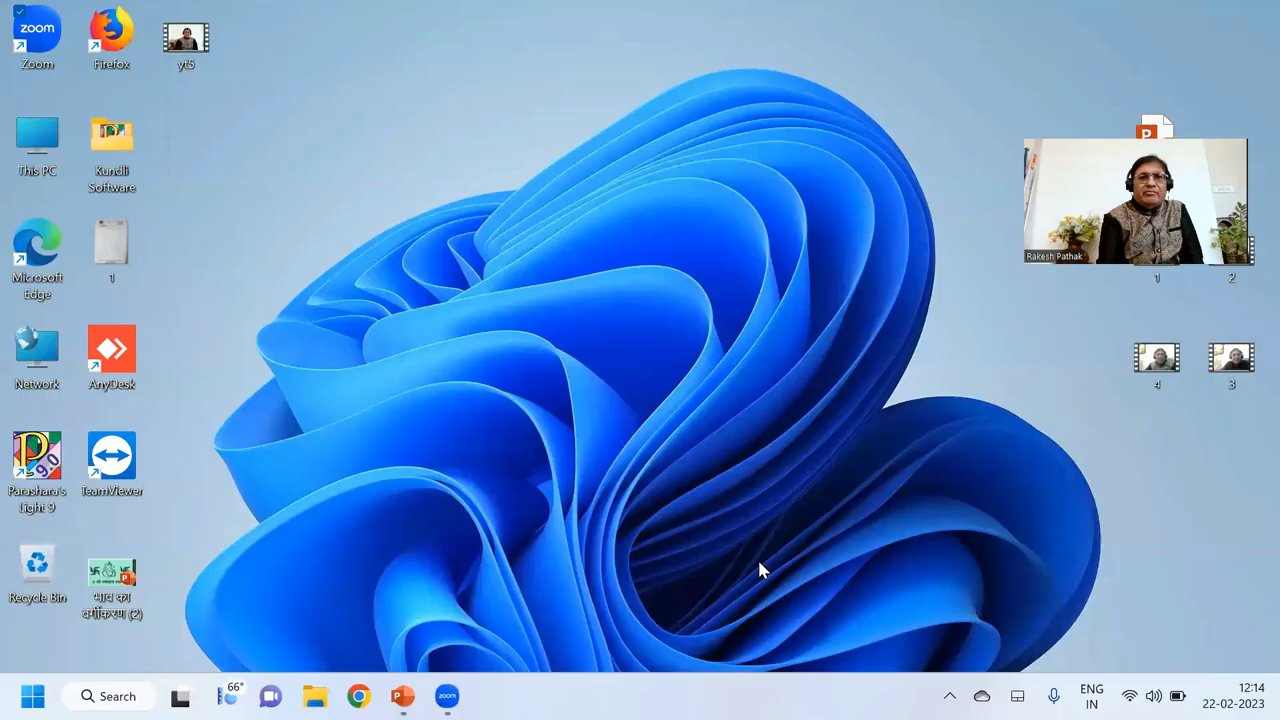 zoom
Zoom
Firefox
yt5
This PC
Kundli
Software
Microsoft
Edge
1
Network
AnyDesk
Parashara's
Light 9
TeamViewer
Recycle Bin
भाव का
वर्गीकरण (2)
Rakesh Pathak
1
2
4
3
Search
66°
zoom
ENG
IN
12:14
22-02-2023